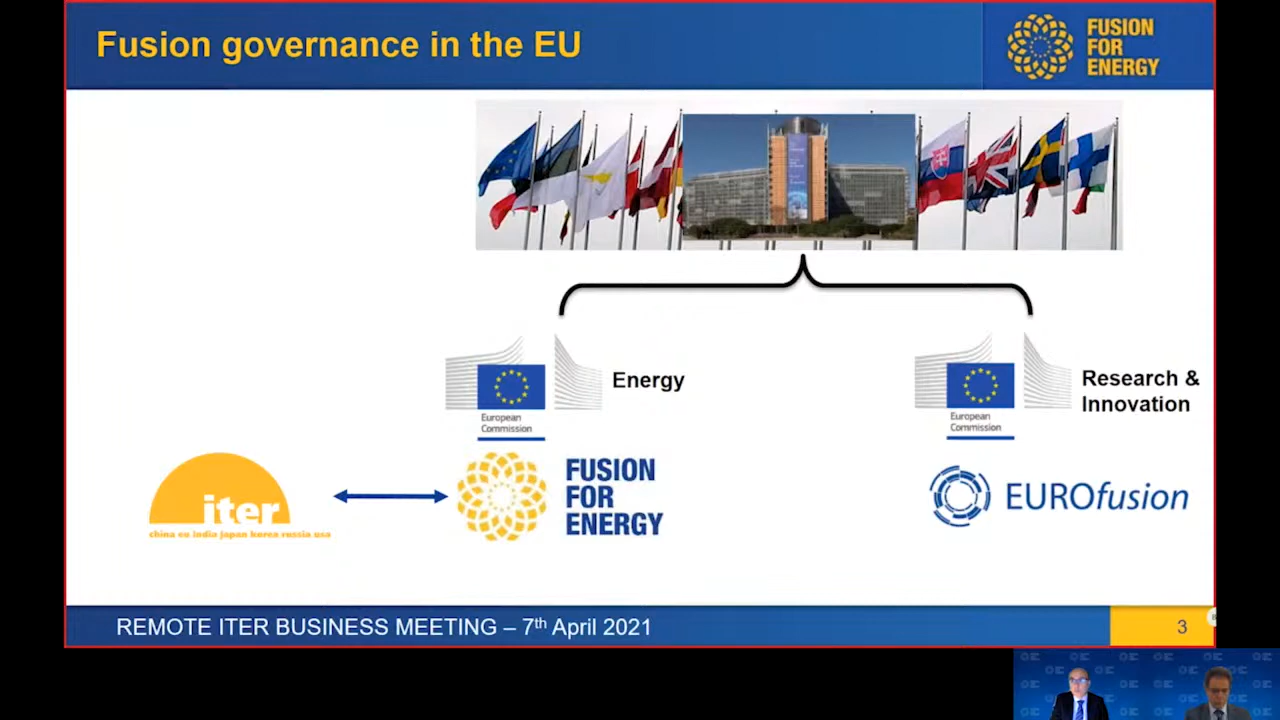 Fusion governance in the EU
FUSION
FOR
ENERGY
European
Commission
Energy
European
Commission
Research &
Innovation
iter
china eu india japan korea russia usa
FUSION
FOR
ENERGY
EUROfusion
REMOTE ITER BUSINESS MEETING – 7th April 2021
3